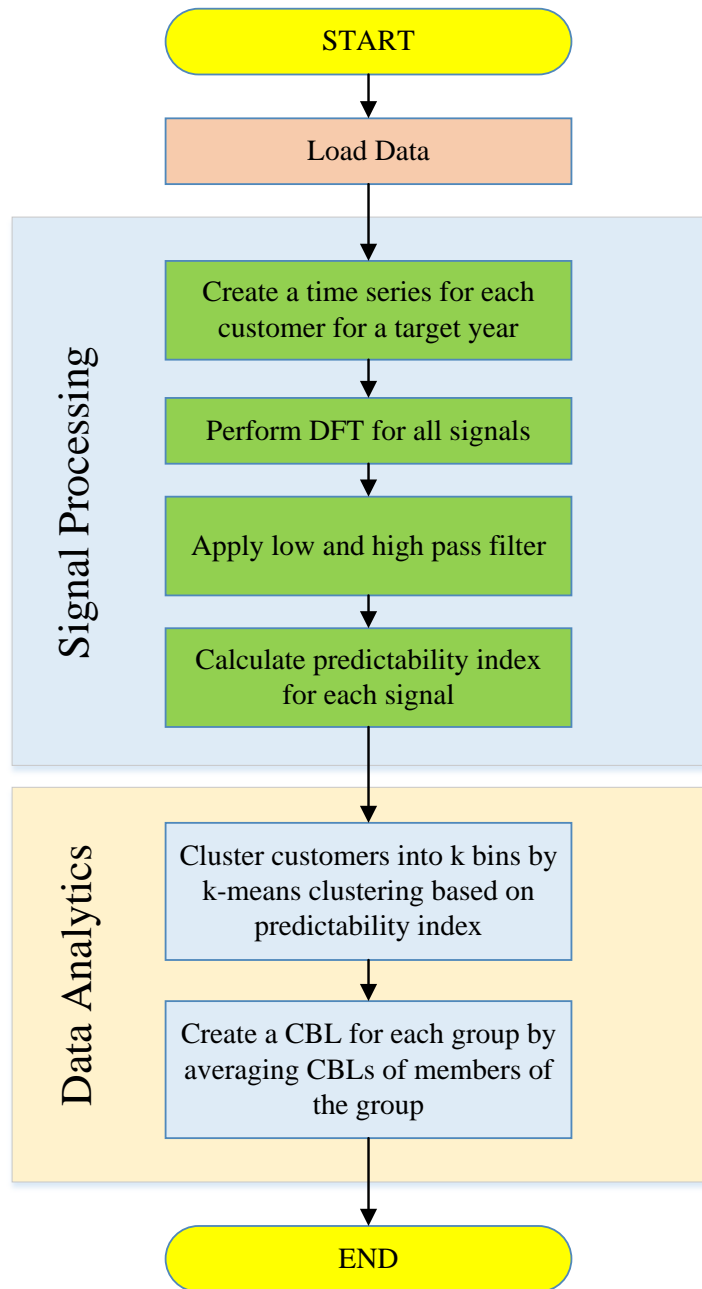 START
Load Data
Signal Processing
Create a time series for each
customer for a target year
Perform DFT for all signals
Apply low and high pass filter
Calculate predictability index
for each signal
Data Analytics
Cluster customers into k bins by
k-means clustering based on
predictability index
Create a CBL for each group by
averaging CBLs of members of
the group
END